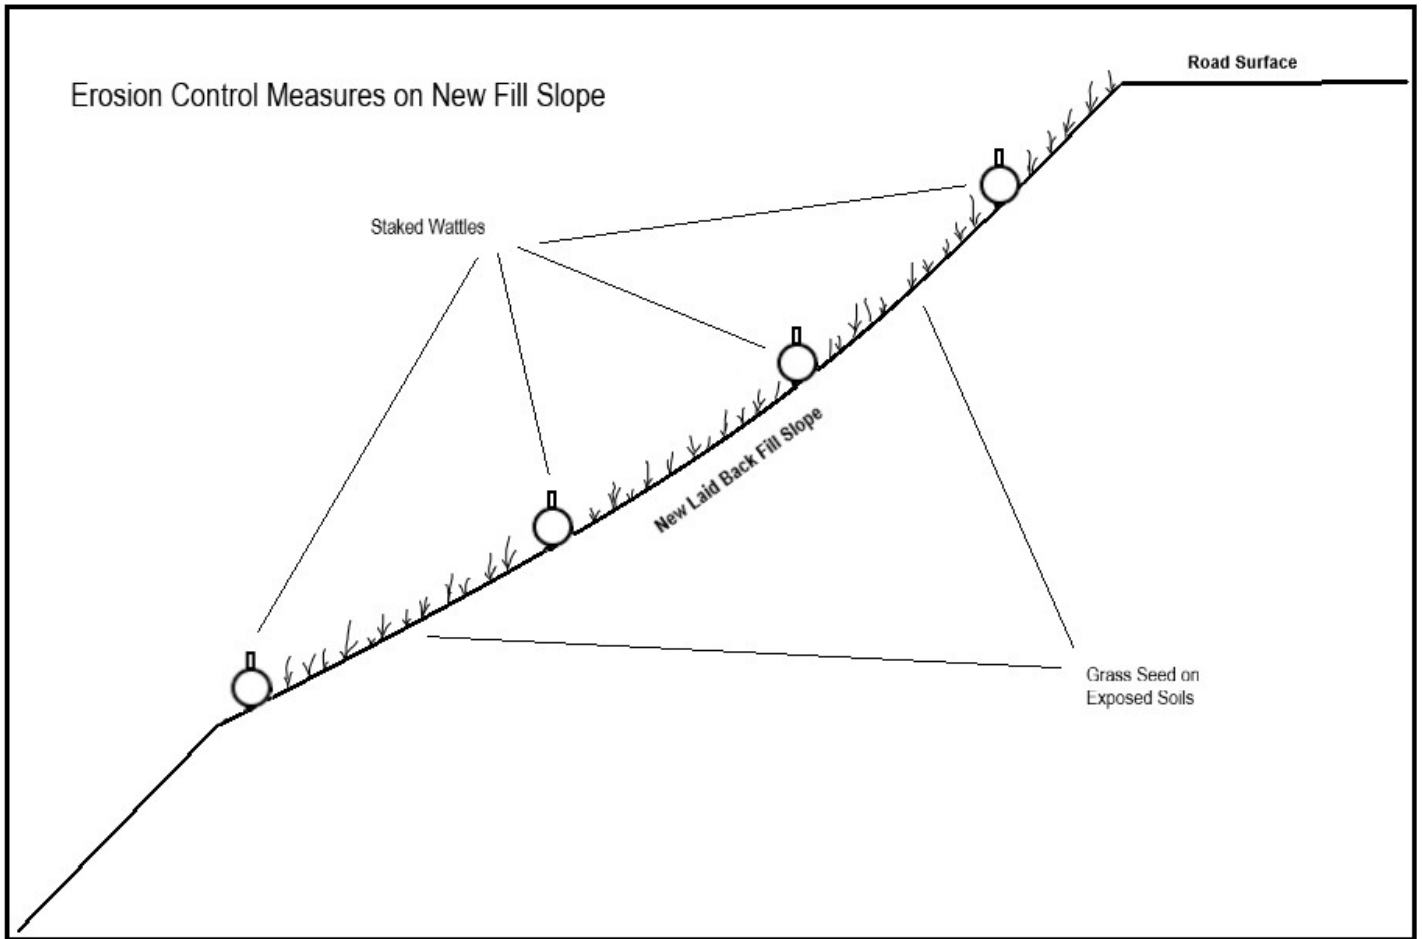 Road Surface
Erosion Control Measures on New Fill Slope
Staked Wattles
New Laid Back Fill Slope
Grass Seed on
Exposed Soils